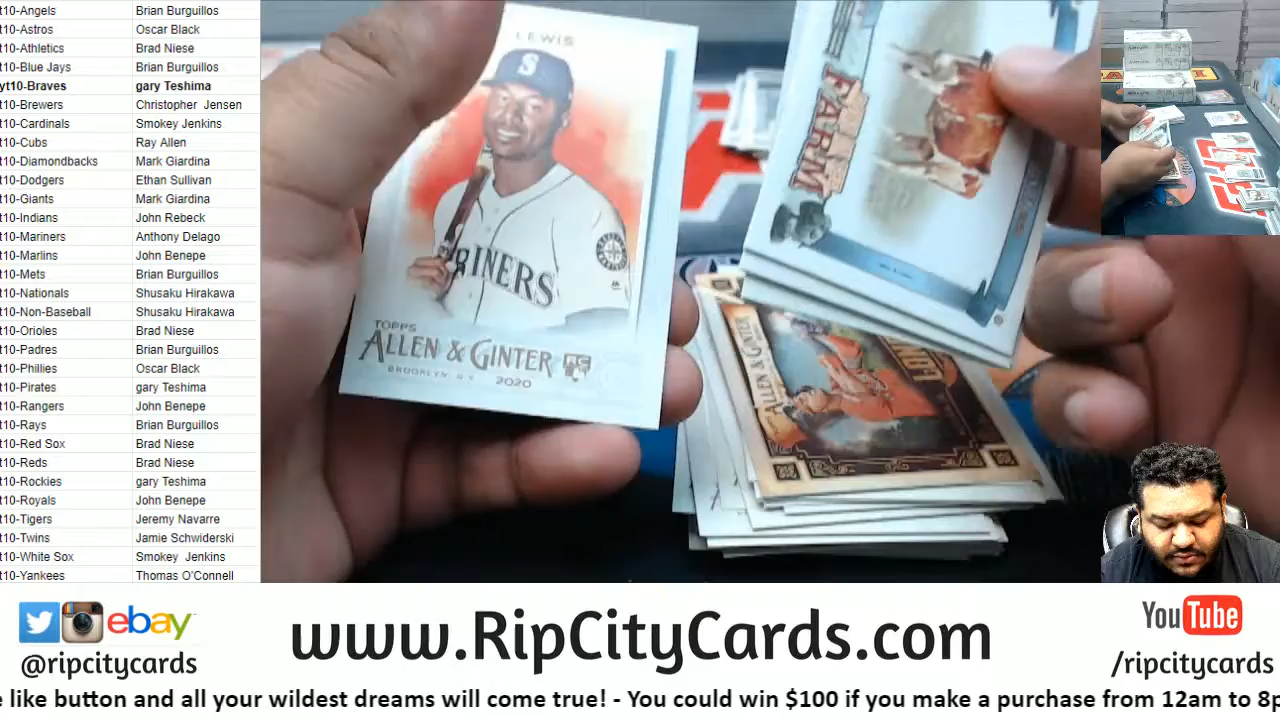 t10-Angels Brian Burguillos
t10-Astros Oscar Black
t10-Athletics Brad Niese
t10-Blue Jays Brian Burguillos
yt10-Braves gary Teshima
t10-Brewers Christopher Jensen
t10-Cardinals Smokey Jenkins
t10-Cubs Ray Allen
t10-Diamondbacks Mark Giardina
t10-Dodgers Ethan Sullivan
t10-Giants Mark Giardina
t10-Indians John Rebeck
t10-Mariners Anthony Delago
t10-Marlins John Benepe
t10-Mets Brian Burguillos
t10-Nationals Shusaku Hirakawa
t10-Non-Baseball Shusaku Hirakawa
t10-Orioles Brad Niese
t10-Padres Brian Burguillos
t10-Phillies Oscar Black
t10-Pirates gary Teshima
t10-Rangers John Benepe
t10-Rays Brian Burguillos
t10-Red Sox Brad Niese
t10-Reds Brad Niese
t10-Rockies gary Teshima
t10-Royals John Benepe
t10-Tigers Jeremy Navarre
t10-Twins Jamie Schwiderski
t10-White Sox Smokey Jenkins
t10-Yankees Thomas O'Connell
LEWIS
S
RINERS
TOPPS
ALLEN & GINTER RC
BROOKLYN N.Y. 2020
FARM
ALLEN & GINTER
ebay
@ripcitycards
www.RipCityCards.com
YouTube
/ripcitycards
e like button and all your wildest dreams will come true! - You could win $100 if you make a purchase from 12am to 8p